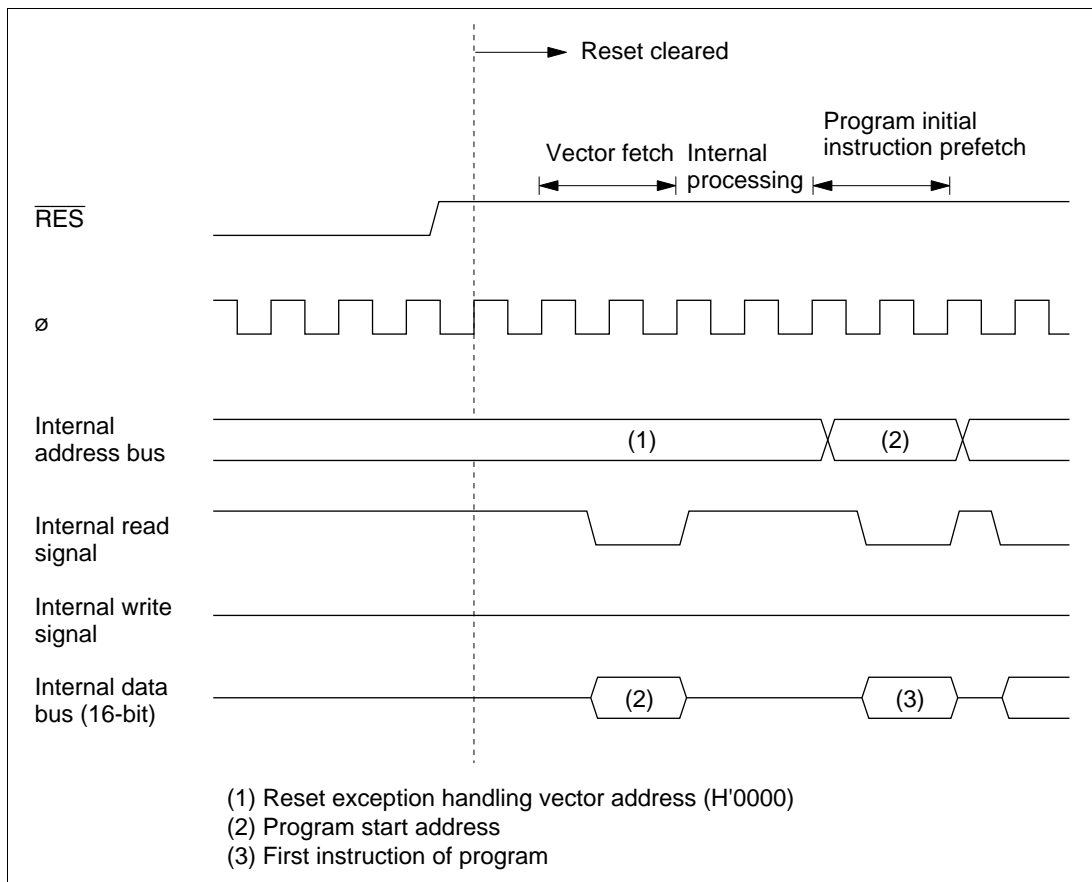 Reset cleared
Vector fetch
Internal
processing
Program initial
instruction prefetch
RES
ø
Internal
address bus
(1)
(2)
Internal read
signal
Internal write
signal
Internal data
bus (16-bit)
(2)
(3)
(1) Reset exception handling vector address (H'0000)
(2) Program start address
(3) First instruction of program